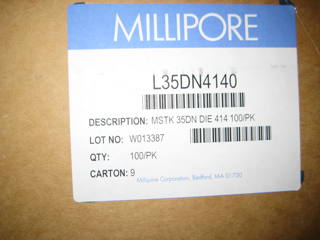 MILLIPORE
L35DN4140
DESCRIPTION: MSTK 35DN DIE 414 100/PK
LOT NO: W013387
QTY: 100/PK
CARTON: 9
Millipore Corporation, Bedford, MA 01730